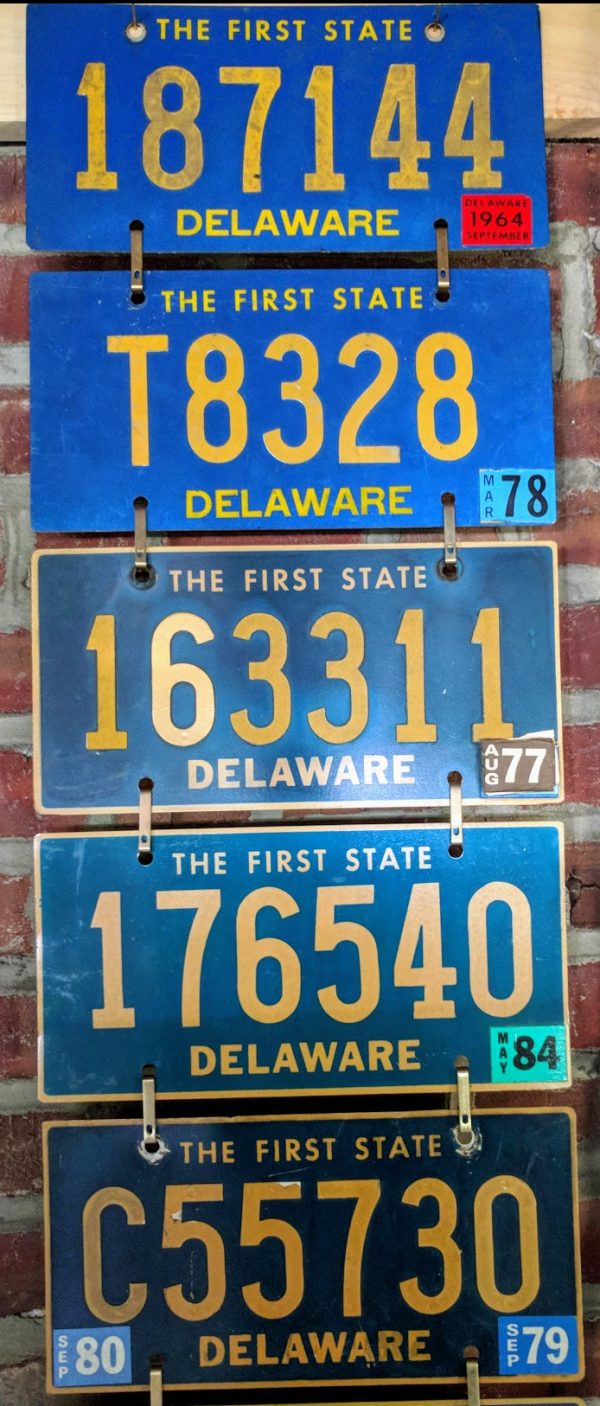 THE FIRST STATE
187144
DELAWARE
DELAWARE
1964
SEPTEMBER
THE FIRST STATE
T8328
DELAWARE
MAR 78
THE FIRST STATE
163311
DELAWARE
AUG 77
THE FIRST STATE
176540
DELAWARE
MAY 84
THE FIRST STATE
C55730
DELAWARE
SEP 80
SEP 79